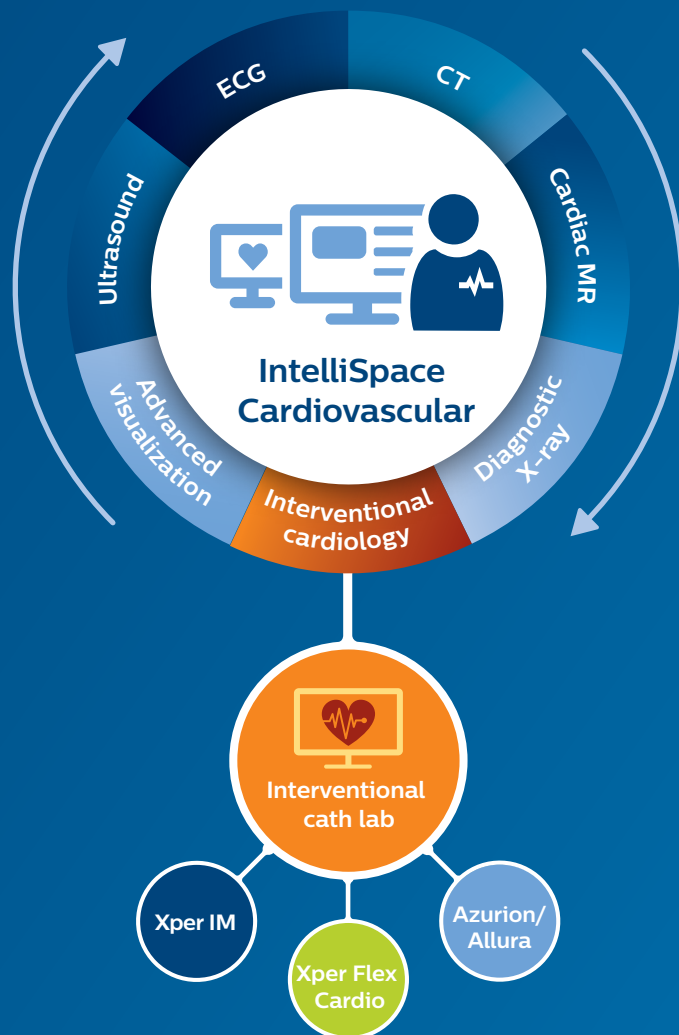 ECG
CT
Cardiac MR
Diagnostic
X-ray
Interventional
cardiology
Advanced
visualization
Ultrasound
IntelliSpace
Cardiovascular
Interventional
cath lab
Xper IM
Xper Flex
Cardio
Azurion/
Allura